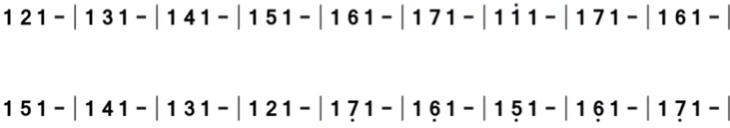 1 2 1 - | 1 3 1 - | 1 4 1 - | 1 5 1 - | 1 6 1 - | 1 7 1 - | 1 1̇ 1 - | 1 7 1 - | 1 6 1 - |
1 5 1 - | 1 4 1 - | 1 3 1 - | 1 2 1 - | 1 7̣ 1 - | 1 6̣ 1 - | 1 5̣ 1 - | 1 6̣ 1 - | 1 7̣ 1 - |